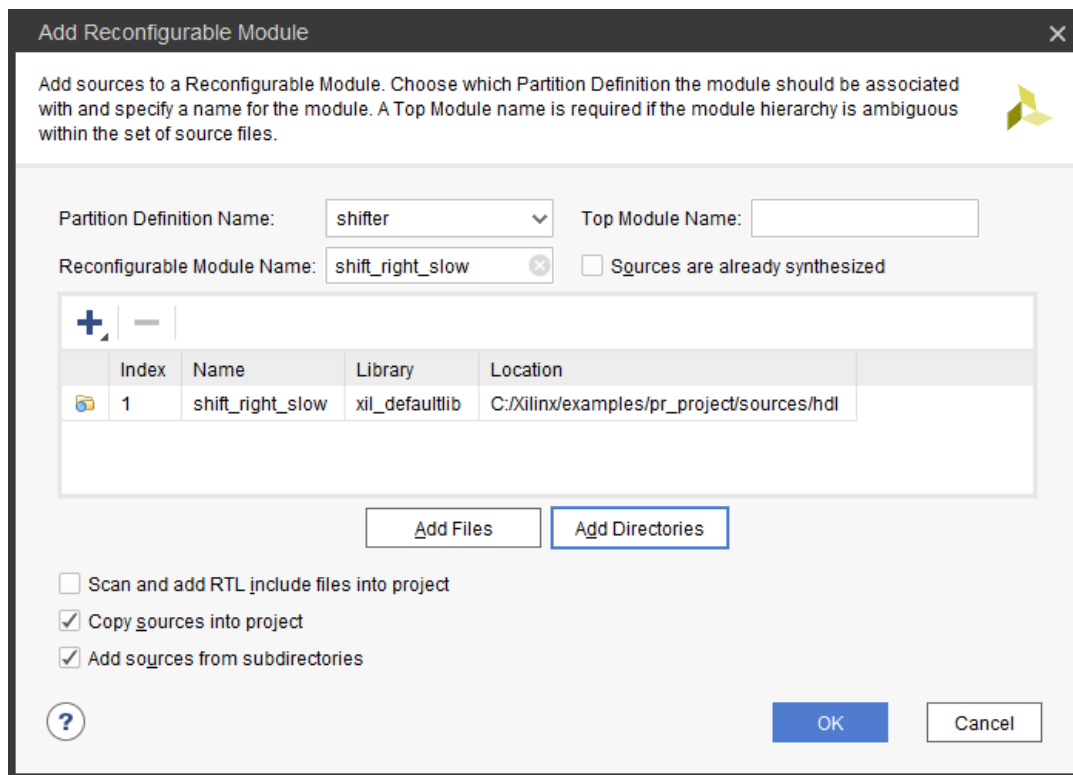 Add Reconfigurable Module
Add sources to a Reconfigurable Module. Choose which Partition Definition the module should be associated
with and specify a name for the module. A Top Module name is required if the module hierarchy is ambiguous
within the set of source files.
Partition Definition Name: shifter Top Module Name:
Reconfigurable Module Name: shift_right_slow Sources are already synthesized
Index Name Library Location
1 shift_right_slow xil_defaultlib C:/Xilinx/examples/pr_project/sources/hdl
Add Files Add Directories
Scan and add RTL include files into project
Copy sources into project
Add sources from subdirectories
? OK Cancel